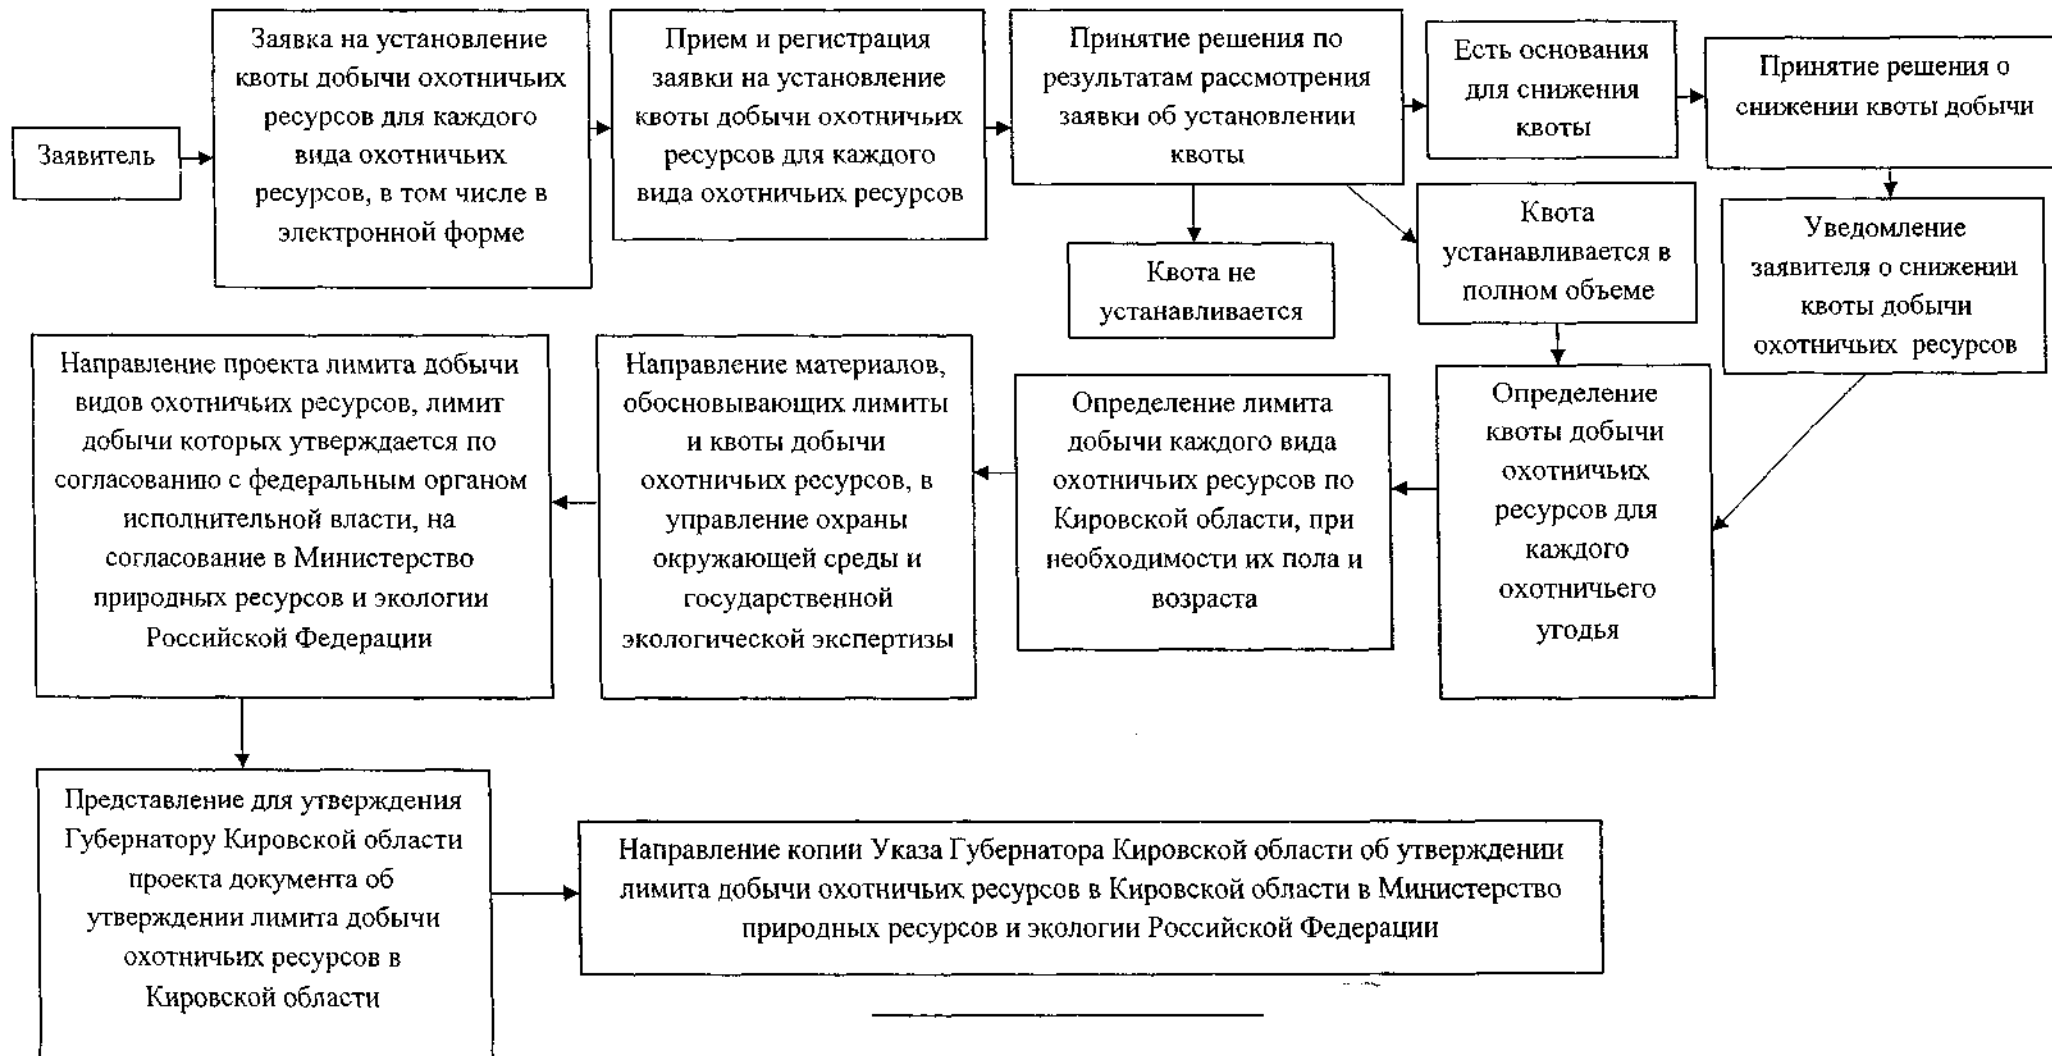 Заявитель
Заявка на установление
квоты добычи охотничьих
ресурсов для каждого
вида охотничьих
ресурсов, в том числе в
электронной форме
Прием и регистрация
заявки на установление
квоты добычи охотничьих
ресурсов для каждого
вида охотничьих ресурсов
Принятие решения по
результатам рассмотрения
заявки об установлении
квоты
Есть основания
для снижения
квоты
Принятие решения о
снижении квоты добычи
Квота не
устанавливается
Квота
устанавливается в
полном объеме
Уведомление
заявителя о снижении
квоты добычи
охотничьих ресурсов
Определение
квоты добычи
охотничьих
ресурсов для
каждого
охотничьего
угодья
Определение лимита
добычи каждого вида
охотничьих ресурсов по
Кировской области, при
необходимости их пола и
возраста
Направление материалов,
обосновывающих лимиты
и квоты добычи
охотничьих ресурсов, в
управление охраны
окружающей среды и
государственной
экологической экспертизы
Направление проекта лимита добычи
видов охотничьих ресурсов, лимит
добычи которых утверждается по
согласованию с федеральным органом
исполнительной власти, на
согласование в Министерство
природных ресурсов и экологии
Российской Федерации
Представление для утверждения
Губернатору Кировской области
проекта документа об
утверждении лимита добычи
охотничьих ресурсов в
Кировской области
Направление копии Указа Губернатора Кировской области об утверждении
лимита добычи охотничьих ресурсов в Кировской области в Министерство
природных ресурсов и экологии Российской Федерации